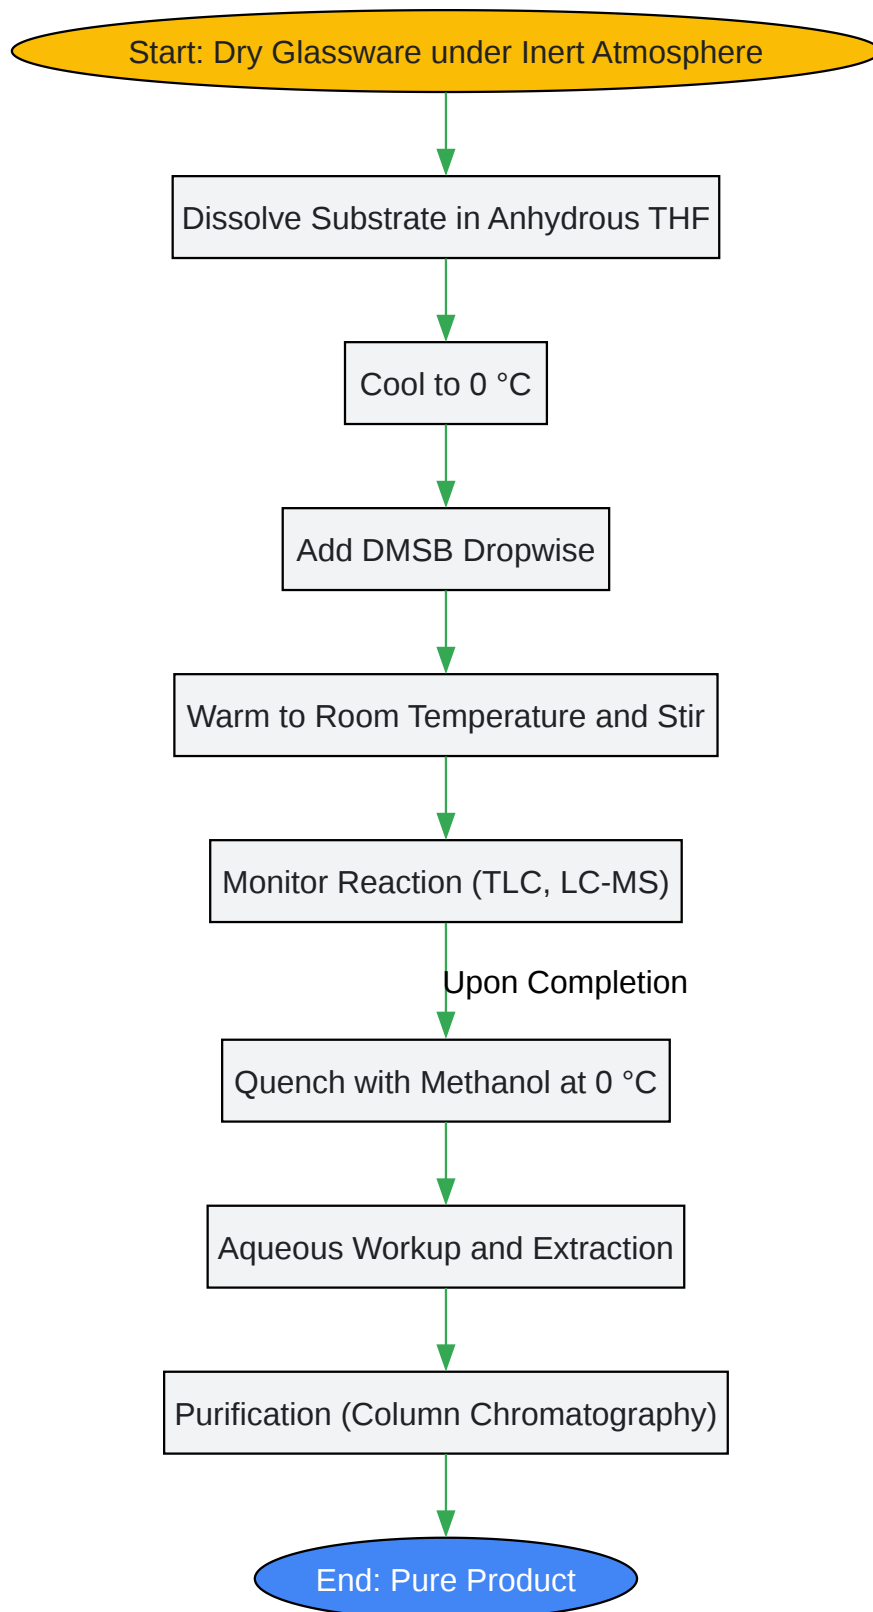 Start: Dry Glassware under Inert Atmosphere
Dissolve Substrate in Anhydrous THF
Cool to 0 °C
Add DMSB Dropwise
Warm to Room Temperature and Stir
Monitor Reaction (TLC, LC-MS)
Upon Completion
Quench with Methanol at 0 °C
Aqueous Workup and Extraction
Purification (Column Chromatography)
End: Pure Product